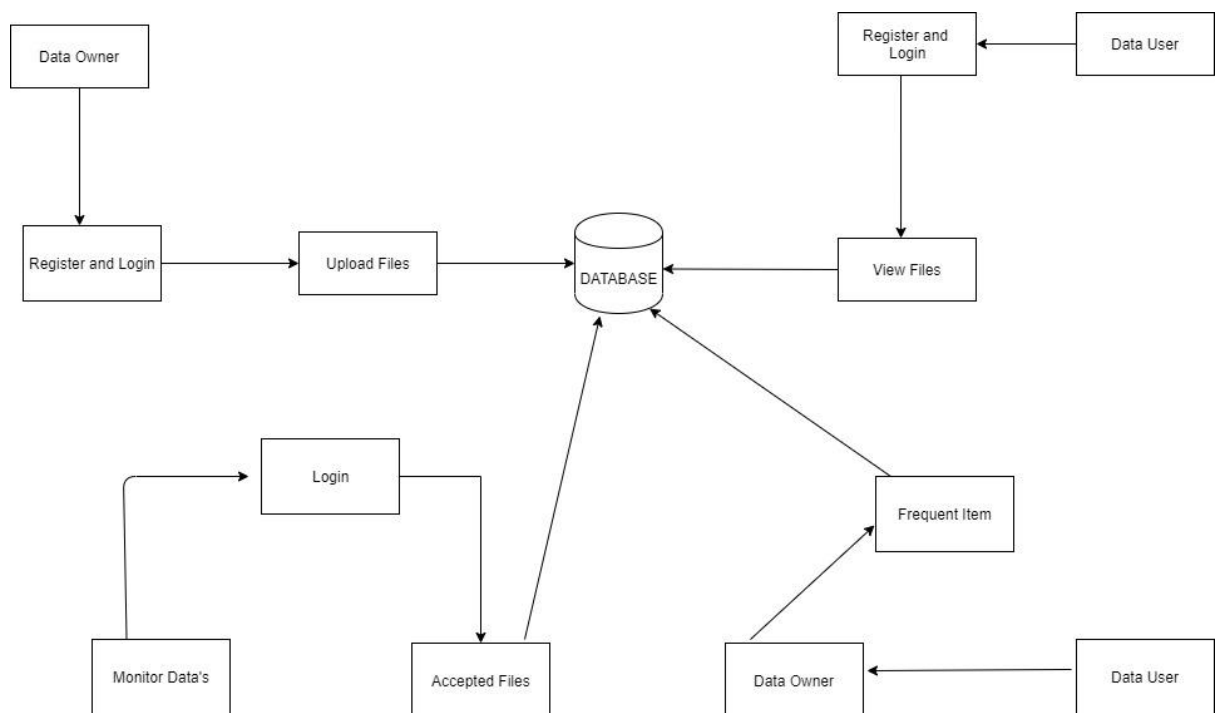 Data Owner
Register and
Login
Data User
Register and Login
Upload Files
DATABASE
View Files
Login
Frequent Item
Monitor Data's
Accepted Files
Data Owner
Data User